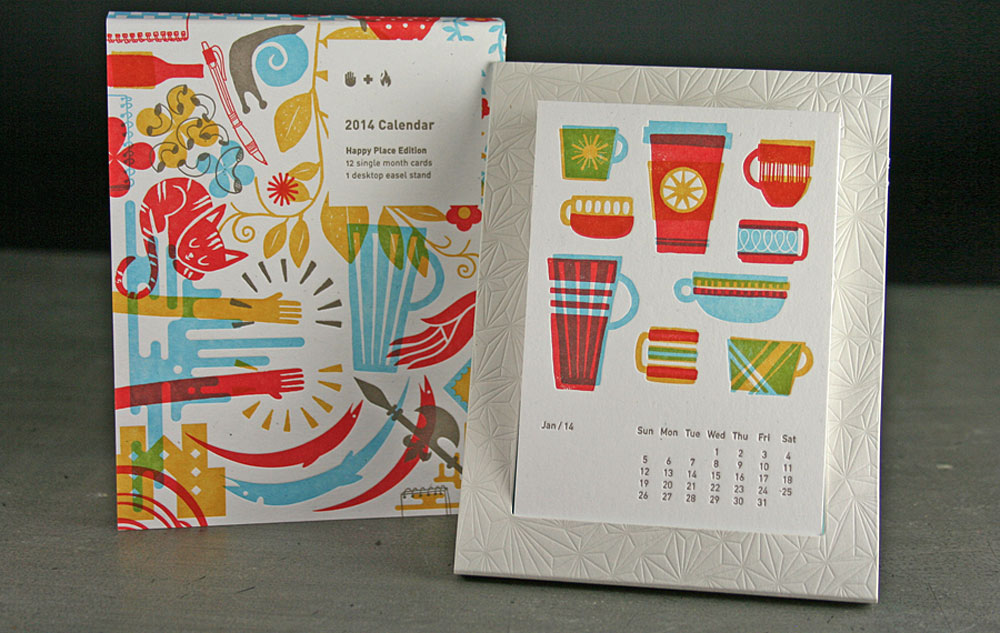 2014 Calendar
Happy Place Edition
12 single month cards
1 desktop easel stand
Jan / 14
Sun Mon Tue Wed Thu Fri Sat
1 2 3 4
5 6 7 8 9 10 11
12 13 14 15 16 17 18
19 20 21 22 23 24 25
26 27 28 29 30 31